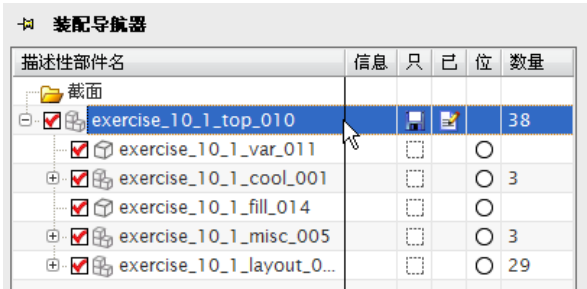 装配导航器
描述性部件名 信息 只 已 位 数量
截面
exercise_10_1_top_010 38
exercise_10_1_var_011
exercise_10_1_cool_001 3
exercise_10_1_fill_014
exercise_10_1_misc_005 3
exercise_10_1_layout_0... 29